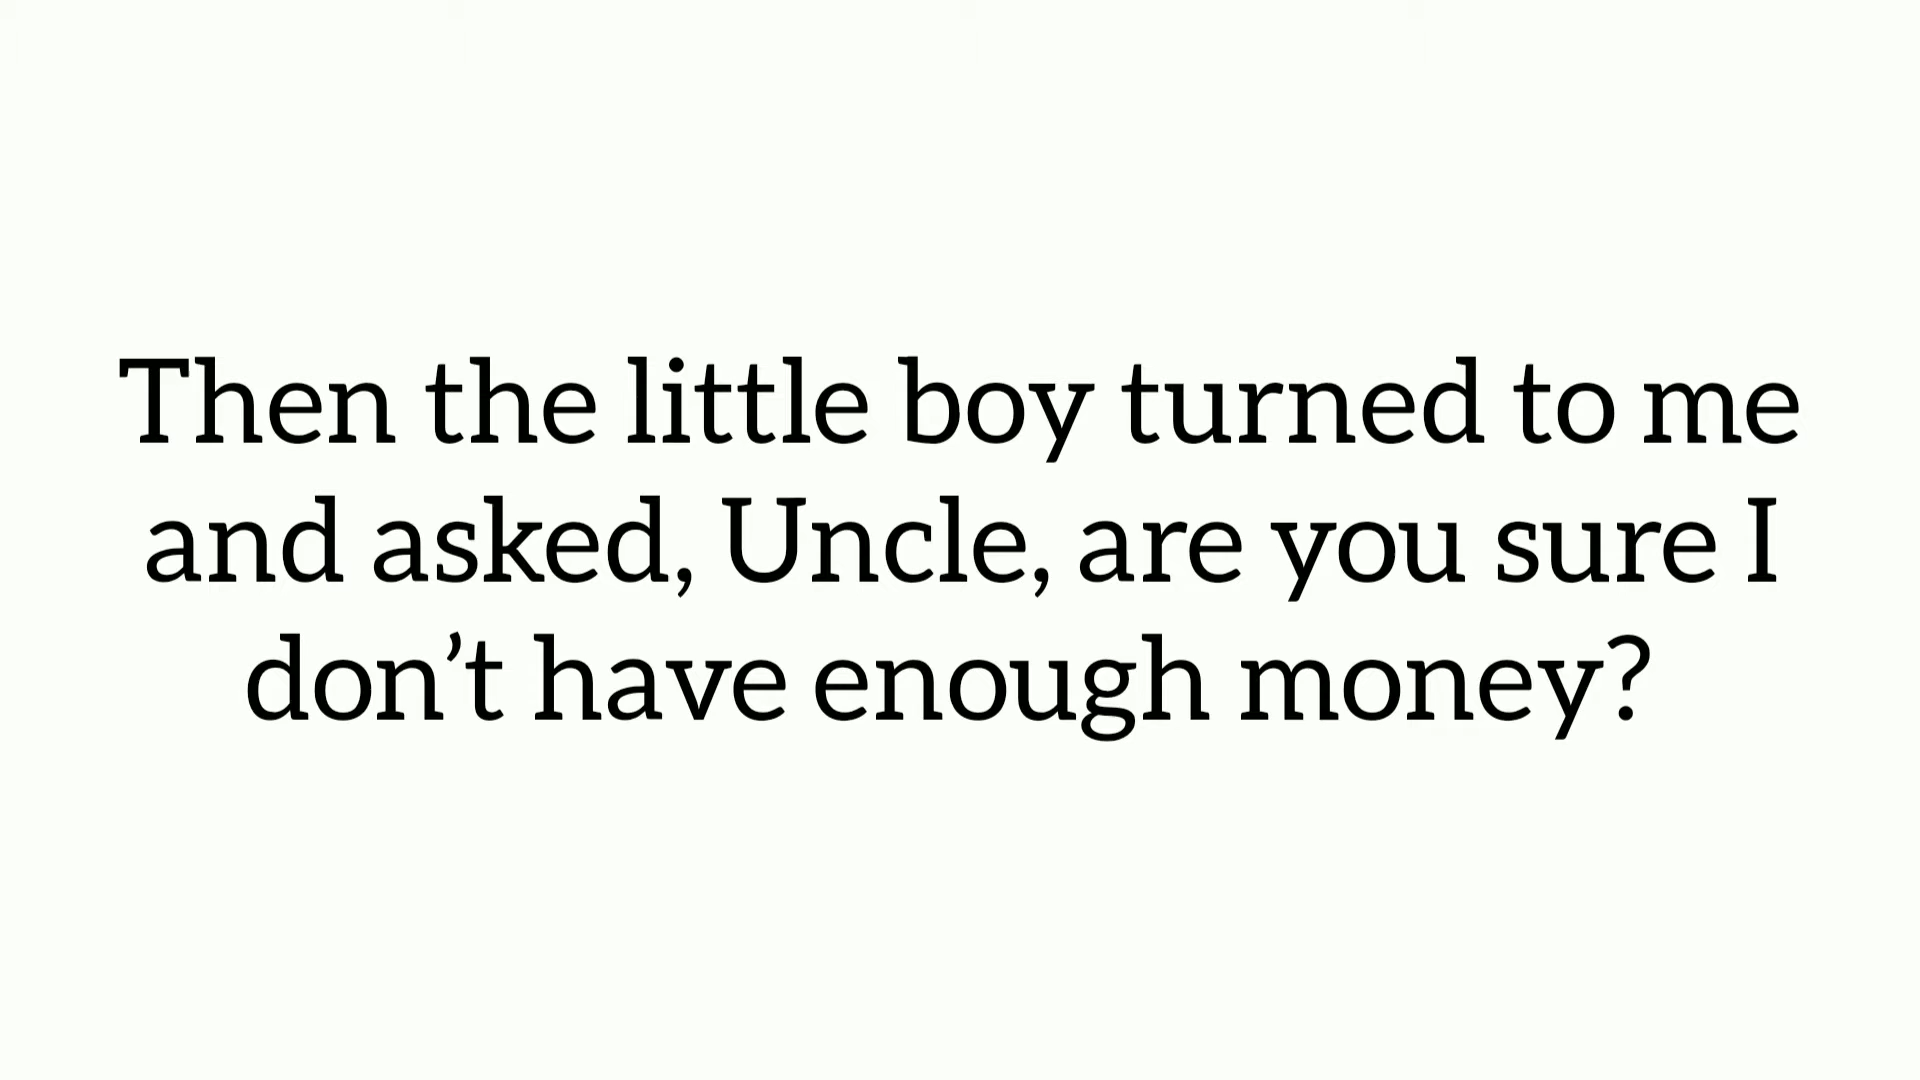 Then the little boy turned to me
and asked, Uncle, are you sure I
don’t have enough money?